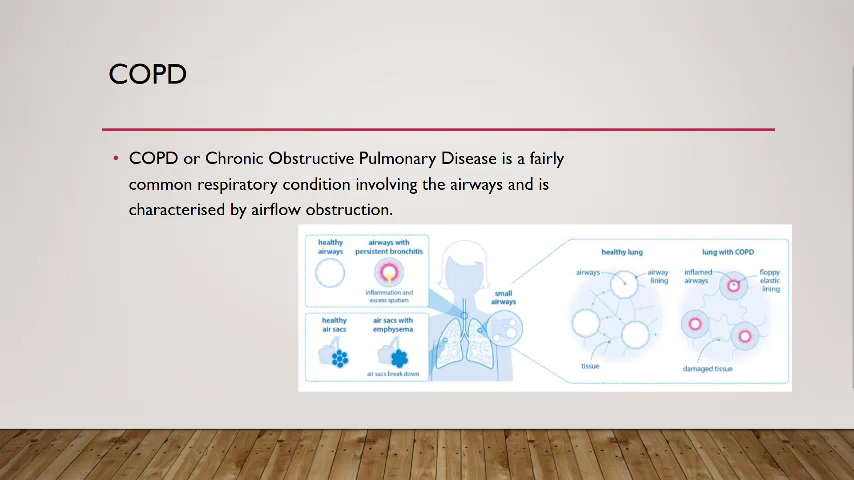 COPD
• COPD or Chronic Obstructive Pulmonary Disease is a fairly
common respiratory condition involving the airways and is
characterised by airflow obstruction.
healthy
airways
airways with
persistent bronchitis
inflammation and
excess sputum
healthy
air sacs
air sacs with
emphysema
air sacs break down
small
airways
healthy lung
airways
airway
lining
tissue
lung with COPD
inflamed
airways
floppy
elastic
lining
damaged tissue